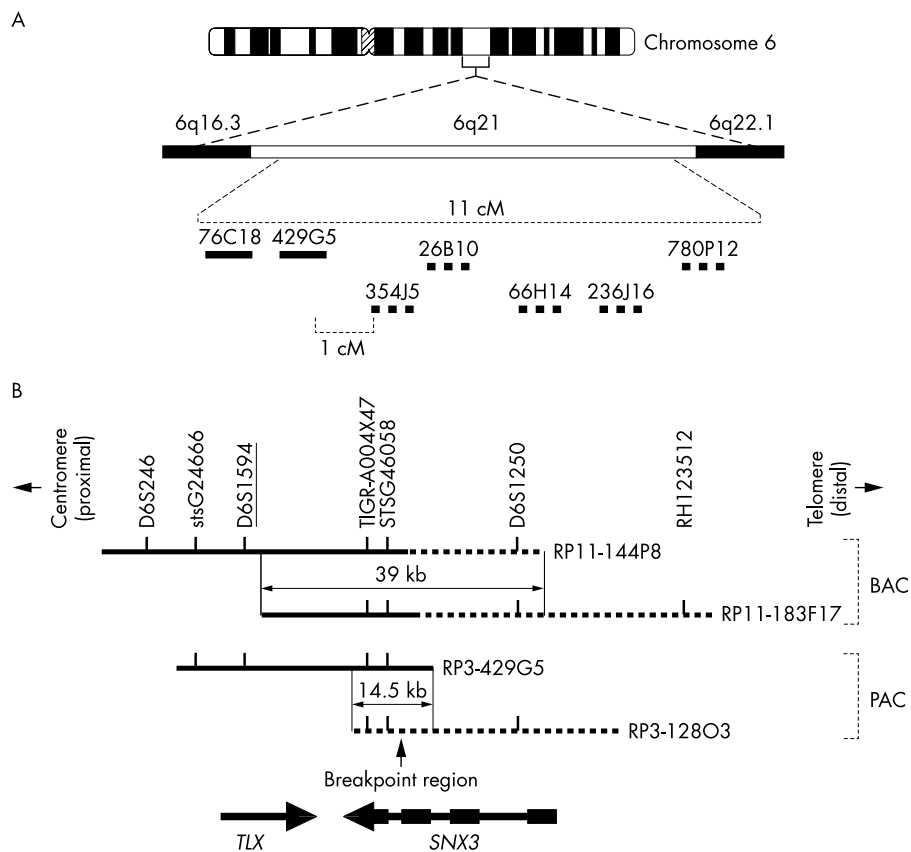 A
Chromosome 6
6q16.3 6q21 6q22.1
11 cM
76C18 429G5 26B10 780P12
354J5 66H14 236J16
1 cM
B
Centromere
(proximal)
D6S246
stsG24666
D6S1594
TIGR-A004X47
STSG46058
D6S1250
RH123512
Telomere
(distal)
RP11-144P8
39 kb
BAC
RP11-183F17
RP3-429G5
14.5 kb
PAC
RP3-128O3
Breakpoint region
TLX SNX3